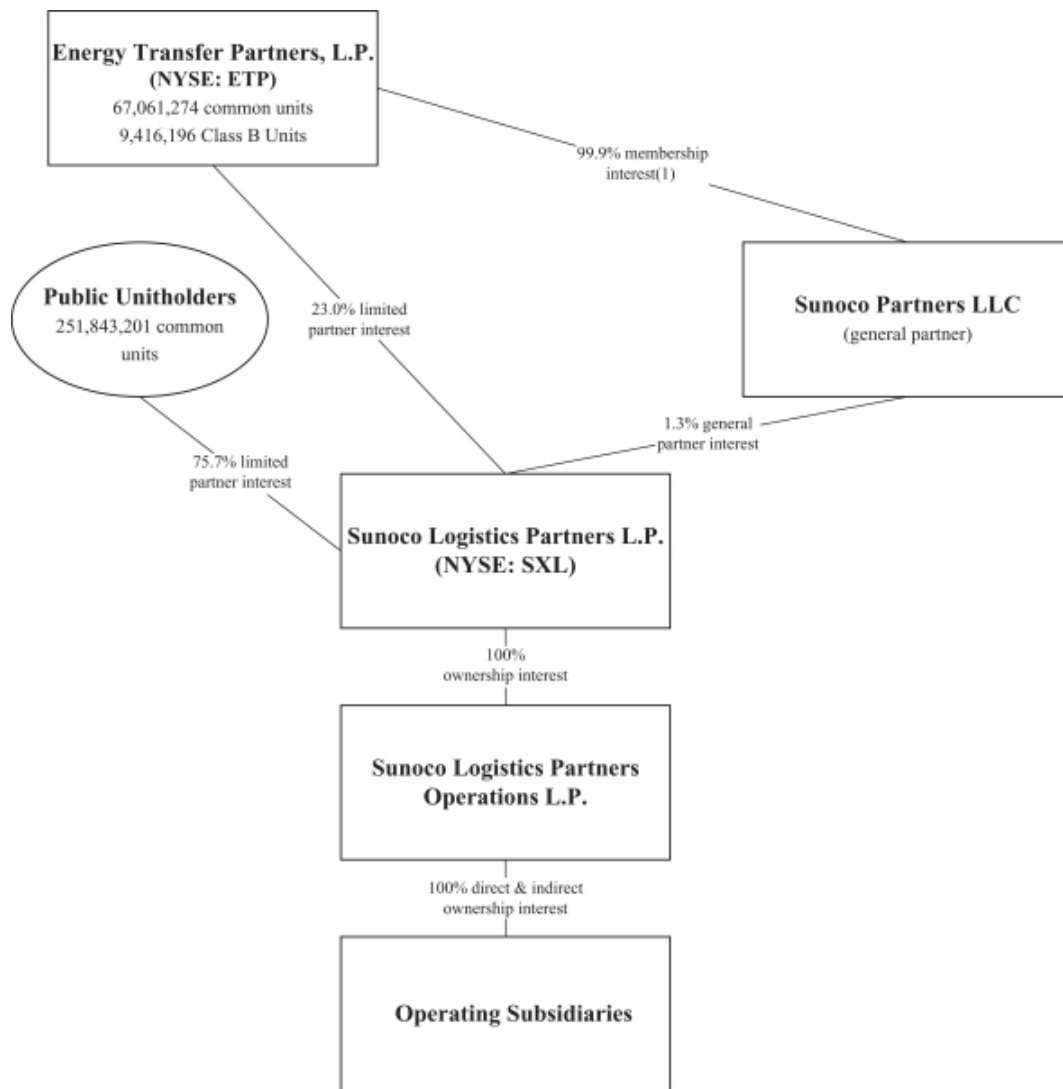 Energy Transfer Partners, L.P.
(NYSE: ETP)
67,061,274 common units
9,416,196 Class B Units
99.9% membership
interest(1)
Public Unitholders
251,843,201 common
units
23.0% limited
partner interest
Sunoco Partners LLC
(general partner)
75.7% limited
partner interest
1.3% general
partner interest
Sunoco Logistics Partners L.P.
(NYSE: SXL)
100%
ownership interest
Sunoco Logistics Partners
Operations L.P.
100% direct & indirect
ownership interest
Operating Subsidiaries